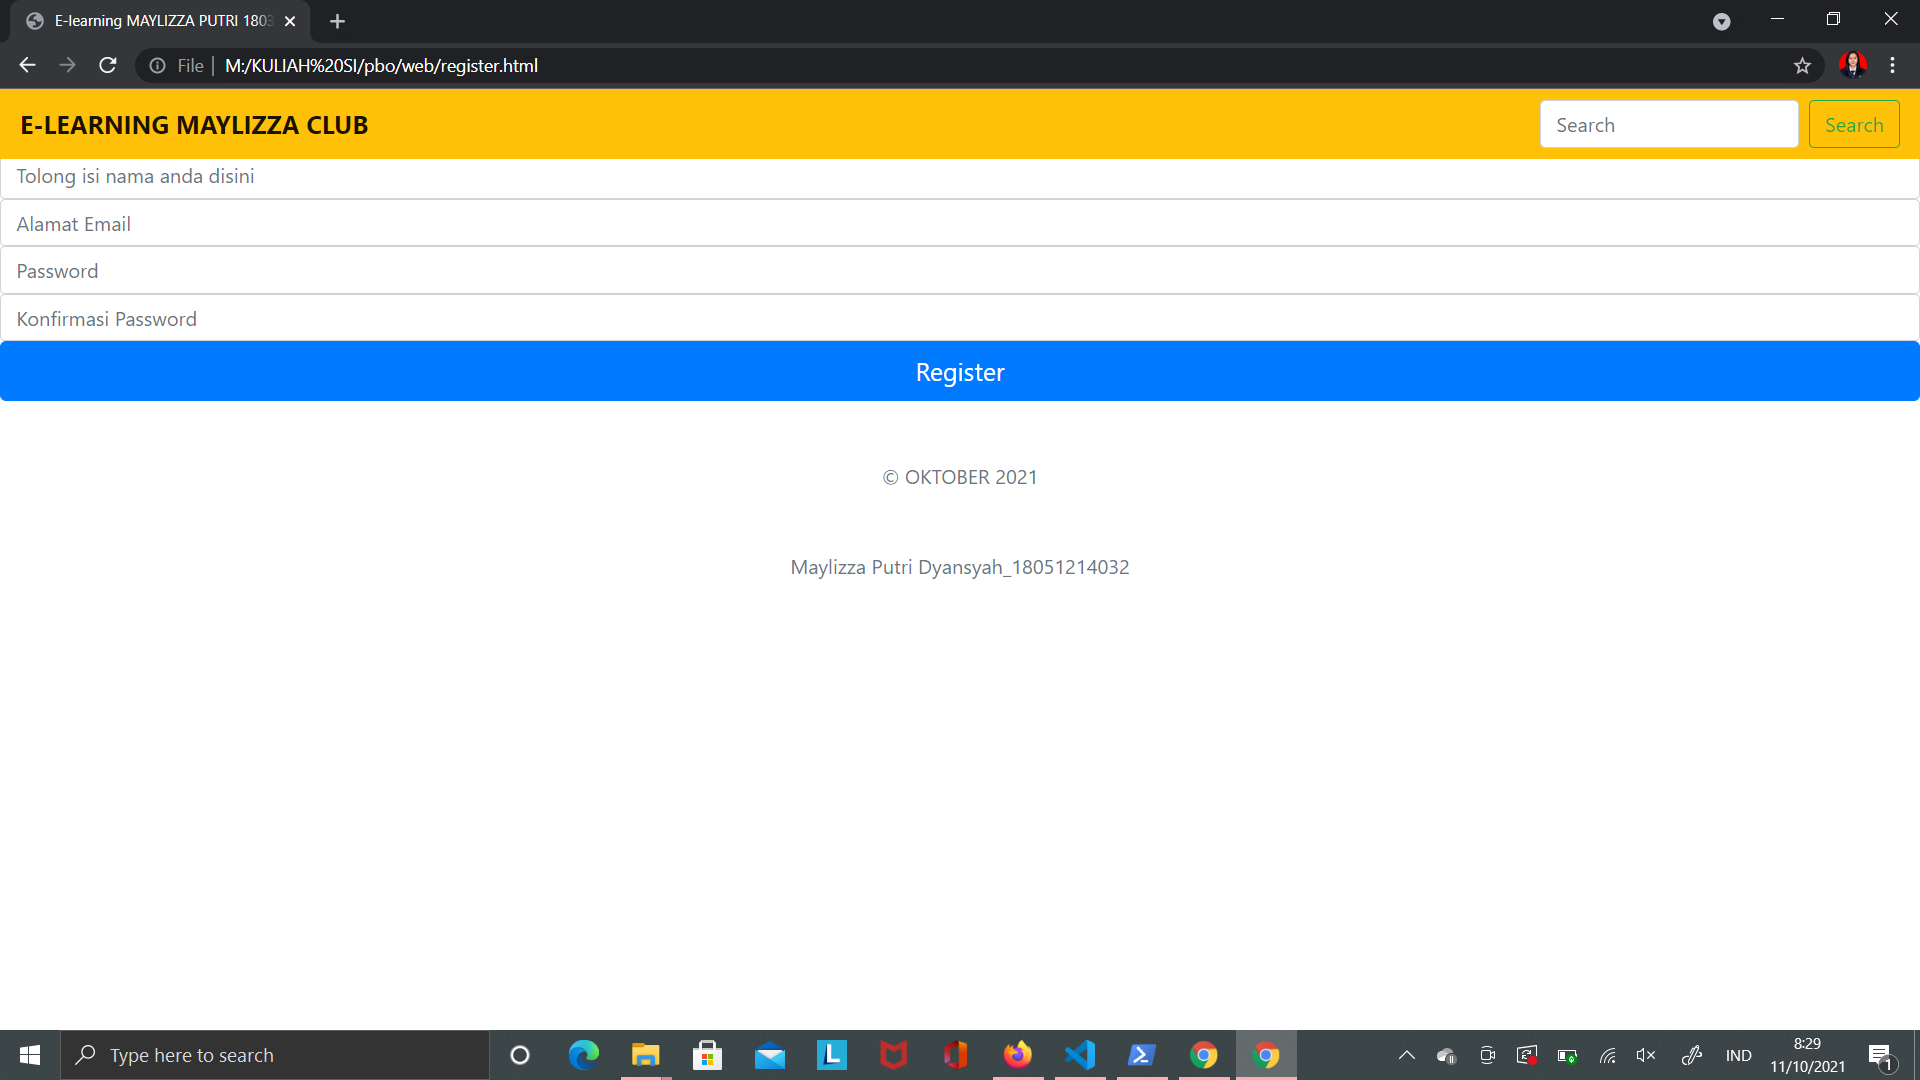 E-learning MAYLIZZA PUTRI 1803
File | M:/KULIAH%20SI/pbo/web/register.html
E-LEARNING MAYLIZZA CLUB
Search
Search
Tolong isi nama anda disini
Alamat Email
Password
Konfirmasi Password
Register
© OKTOBER 2021
Maylizza Putri Dyansyah_18051214032
Type here to search
L
IND
8:29
11/10/2021
1